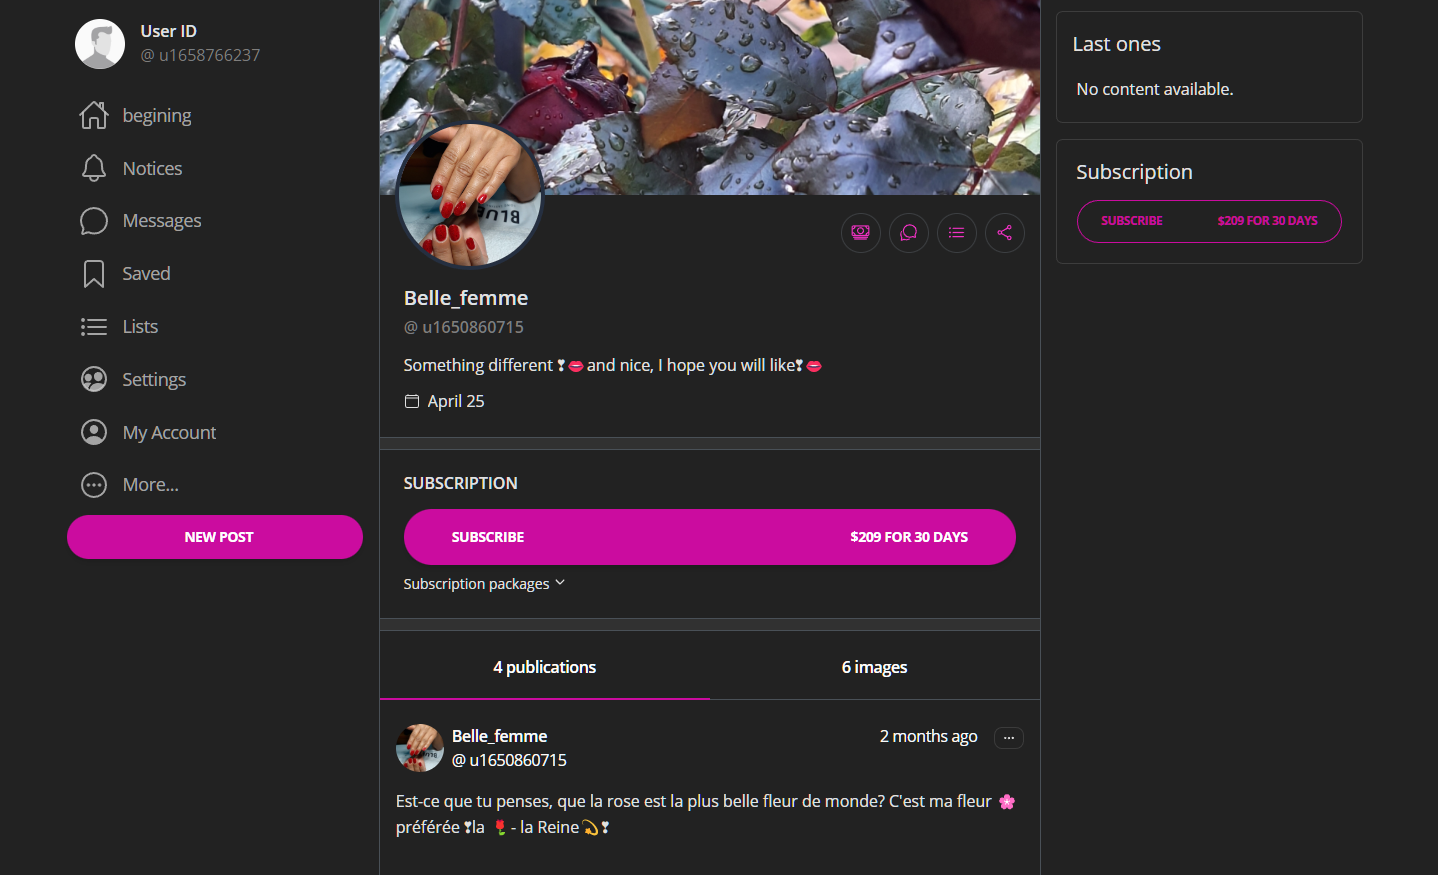 User ID
@ u1658766237
begining
Notices
Messages
Saved
Lists
Settings
My Account
More...
NEW POST
BLUE
Belle_femme
@ u1650860715
Something different ❣💋and nice, I hope you will like❣💋
April 25
SUBSCRIPTION
SUBSCRIBE $209 FOR 30 DAYS
Subscription packages
4 publications 6 images
Belle_femme 2 months ago
@ u1650860715
Est-ce que tu penses, que la rose est la plus belle fleur de monde? C'est ma fleur 🌸
préférée ❣la 🌹- la Reine💫❣
Last ones
No content available.
Subscription
SUBSCRIBE $209 FOR 30 DAYS